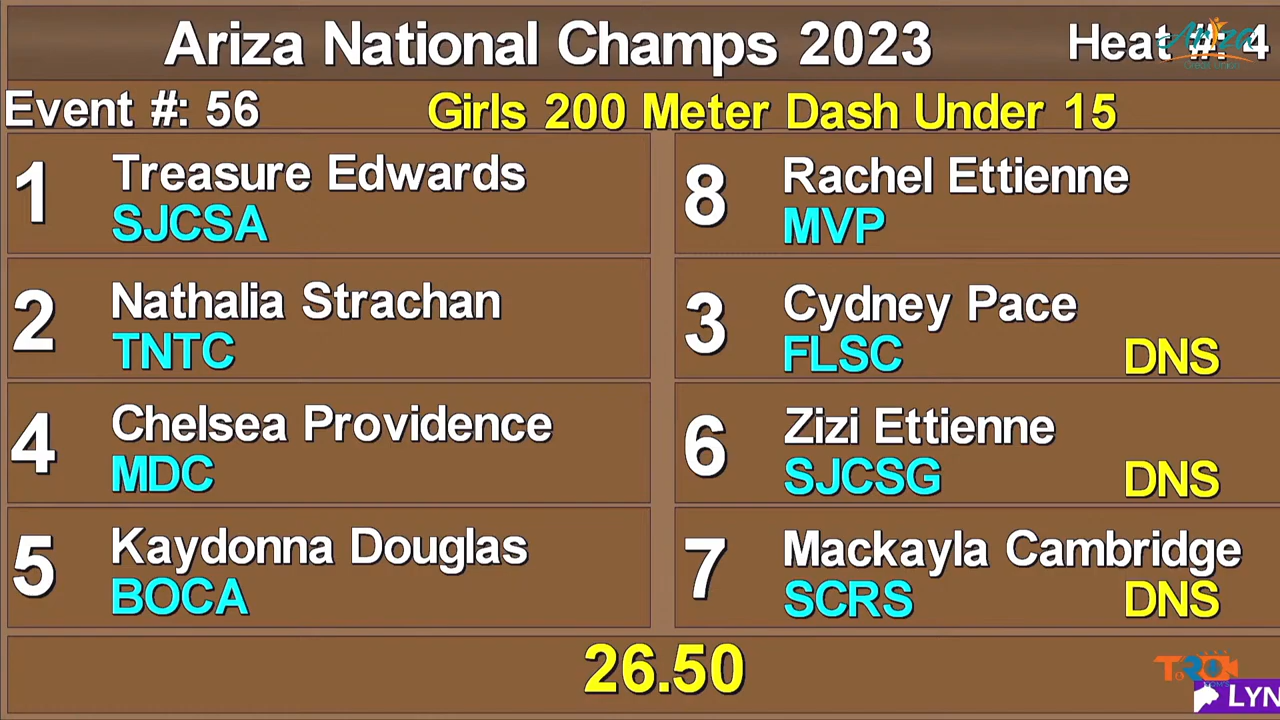 Ariza National Champs 2023
Heat #: 4
Event #: 56
Girls 200 Meter Dash Under 15
1 Treasure Edwards
SJCSA
2 Nathalia Strachan
TNTC
4 Chelsea Providence
MDC
5 Kaydonna Douglas
BOCA
8 Rachel Ettienne
MVP
3 Cydney Pace
FLSC DNS
6 Zizi Ettienne
SJCSG DNS
7 Mackayla Cambridge
SCRS DNS
26.50
Ariza
LYN